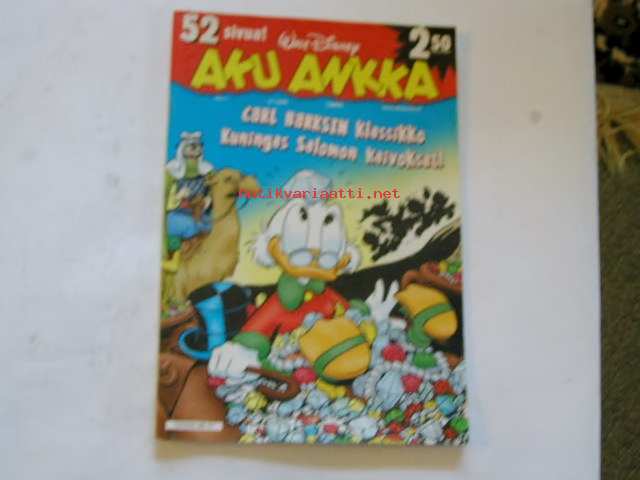 52 sivua!
Walt Disney
2 50
AKU ANKKA
CARL BARKSIN Klassikko
Kuningas Salomon kaivokset!
Antikvariaatti.net